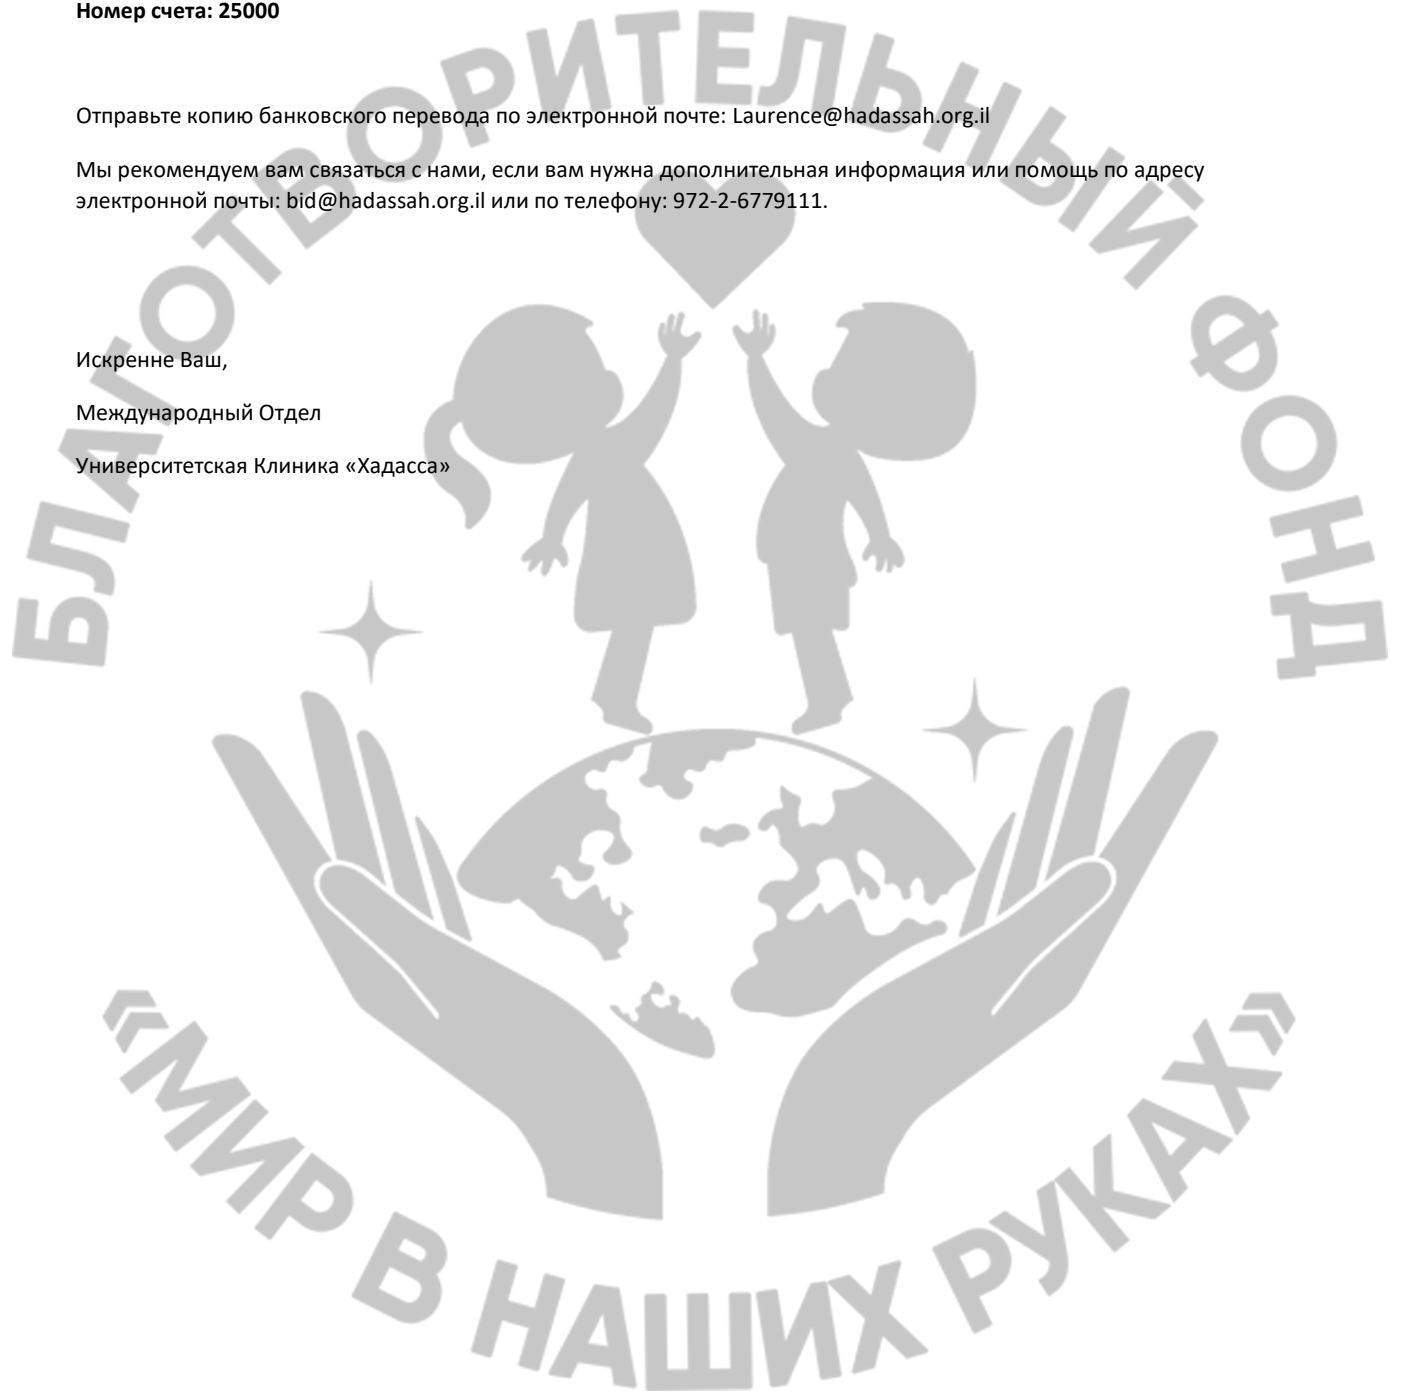 Номер счета: 25000
Отправьте копию банковского перевода по электронной почте: Laurence@hadassah.org.il
Мы рекомендуем вам связаться с нами, если вам нужна дополнительная информация или помощь по адресу
электронной почты: bid@hadassah.org.il или по телефону: 972-2-6779111.
Искренне Ваш,
Международный Отдел
Университетская Клиника «Хадасса»
БЛАГОТВОРИТЕЛЬНЫЙ ФОНД
«МИР В НАШИХ РУКАХ»